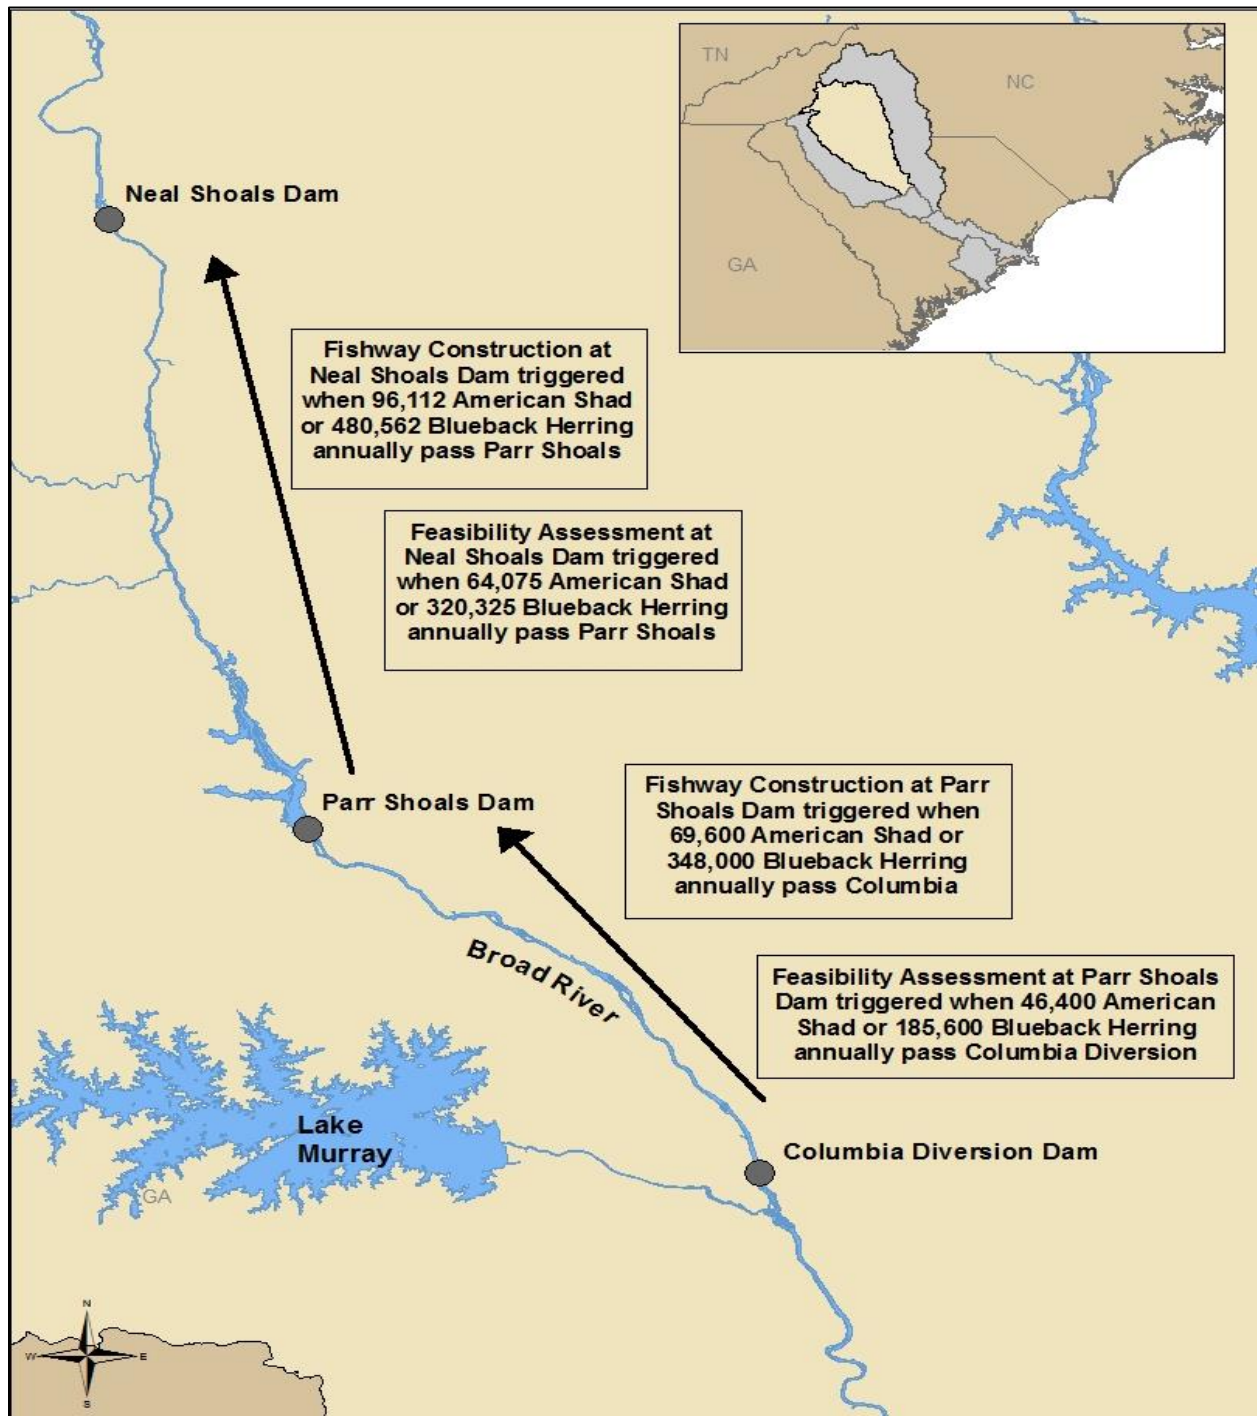 TN
NC
GA
Neal Shoals Dam
Fishway Construction at
Neal Shoals Dam triggered
when 96,112 American Shad
or 480,562 Blueback Herring
annually pass Parr Shoals
Feasibility Assessment at
Neal Shoals Dam triggered
when 64,075 American Shad
or 320,325 Blueback Herring
annually pass Parr Shoals
Parr Shoals Dam
Fishway Construction at Parr
Shoals Dam triggered when
69,600 American Shad or
348,000 Blueback Herring
annually pass Columbia
Broad River
Feasibility Assessment at Parr Shoals
Dam triggered when 46,400 American
Shad or 185,600 Blueback Herring
annually pass Columbia Diversion
Lake
Murray
GA
Columbia Diversion Dam
N
W
E
S